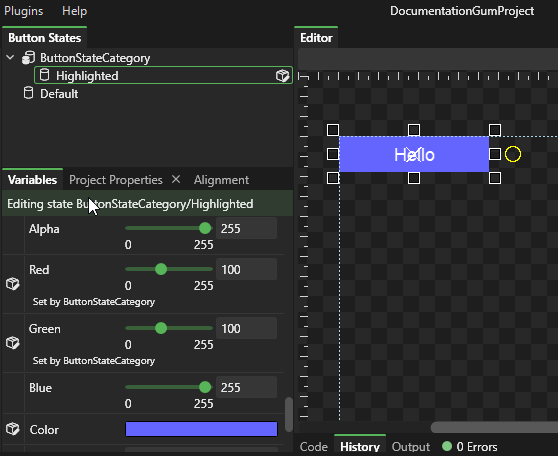 Plugins Help DocumentationGumProject
Button States
Editor
ButtonStateCategory
Highlighted
Default
Hello
Variables Project Properties Alignment
Editing state ButtonStateCategory/Highlighted
Alpha 255
0 255
Red 100
0 255
Set by ButtonStateCategory
Green 100
0 255
Set by ButtonStateCategory
Blue 255
0 255
Color
Code History Output 0 Errors